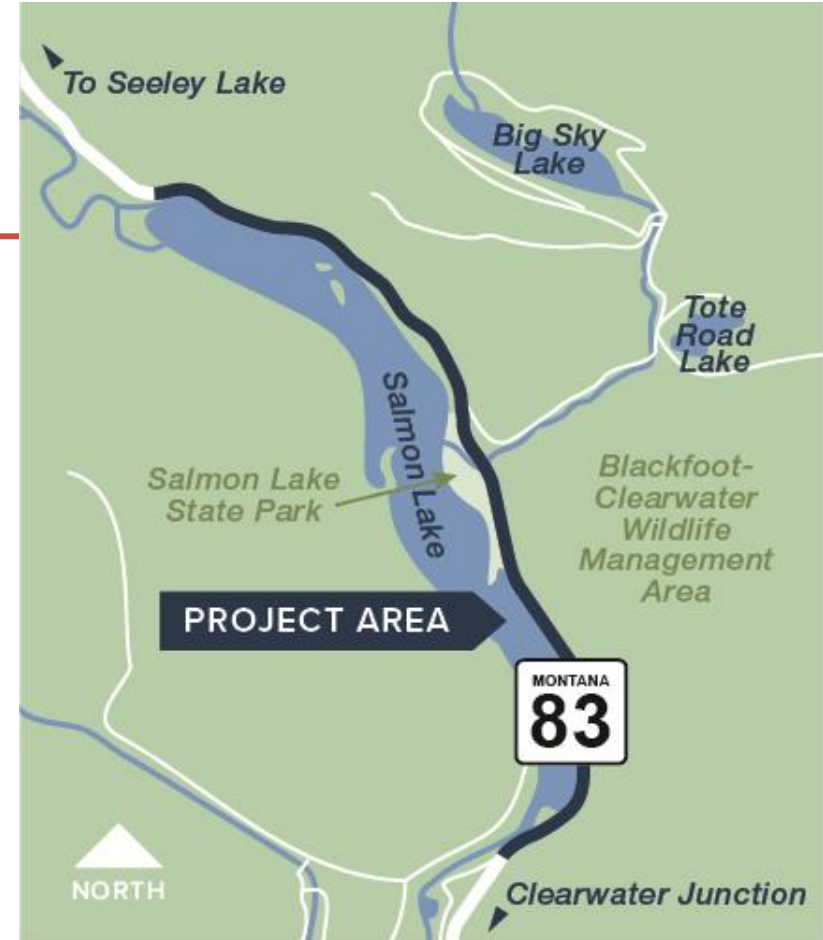 To Seeley Lake
Big Sky
Lake
Tote
Road
Lake
Salmon Lake
Salmon Lake
State Park
Blackfoot-
Clearwater
Wildlife
Management
Area
PROJECT AREA
MONTANA
83
NORTH
Clearwater Junction